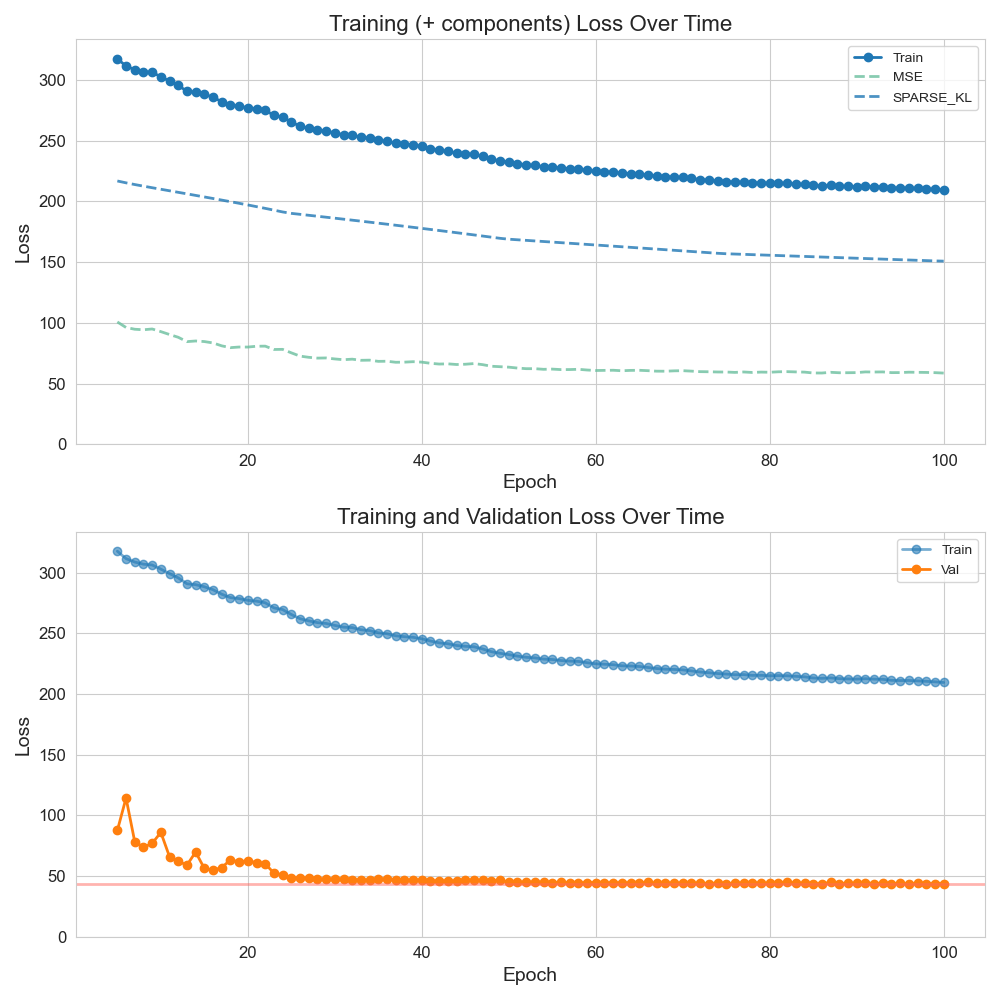 Training (+ components) Loss Over Time
Train
MSE
SPARSE_KL
300
250
200
150
100
50
0
Loss
20 40 60 80 100
Epoch
Training and Validation Loss Over Time
Train
Val
300
250
200
150
100
50
0
Loss
20 40 60 80 100
Epoch